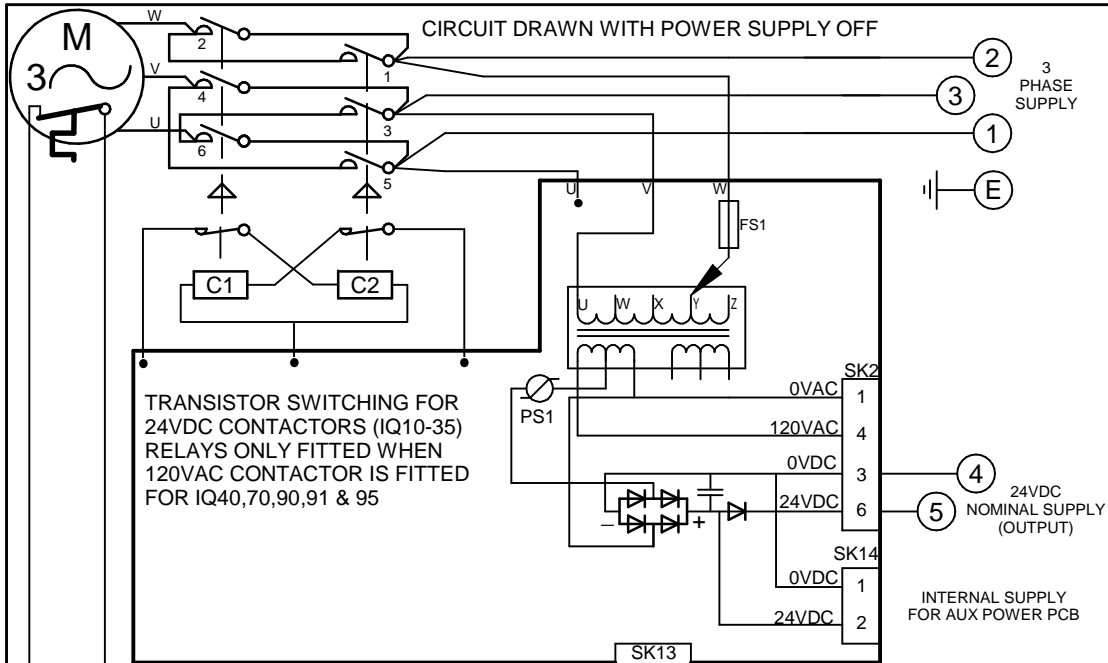 CIRCUIT DRAWN WITH POWER SUPPLY OFF
W
M
3
V
U
2
4
6
1
3
5
2
3
1
E
3
PHASE
SUPPLY
U
V
W
FS1
C1
C2
U
W
X
Y
Z
PS1
TRANSISTOR SWITCHING FOR
24VDC CONTACTORS (IQ10-35)
RELAYS ONLY FITTED WHEN
120VAC CONTACTOR IS FITTED
FOR IQ40,70,90,91 & 95
SK2
0VAC 1
120VAC 4
0VDC 3
24VDC 6
4
5
24VDC
NOMINAL SUPPLY
(OUTPUT)
– +
SK14
0VDC 1
24VDC 2
INTERNAL SUPPLY
FOR AUX POWER PCB
SK13